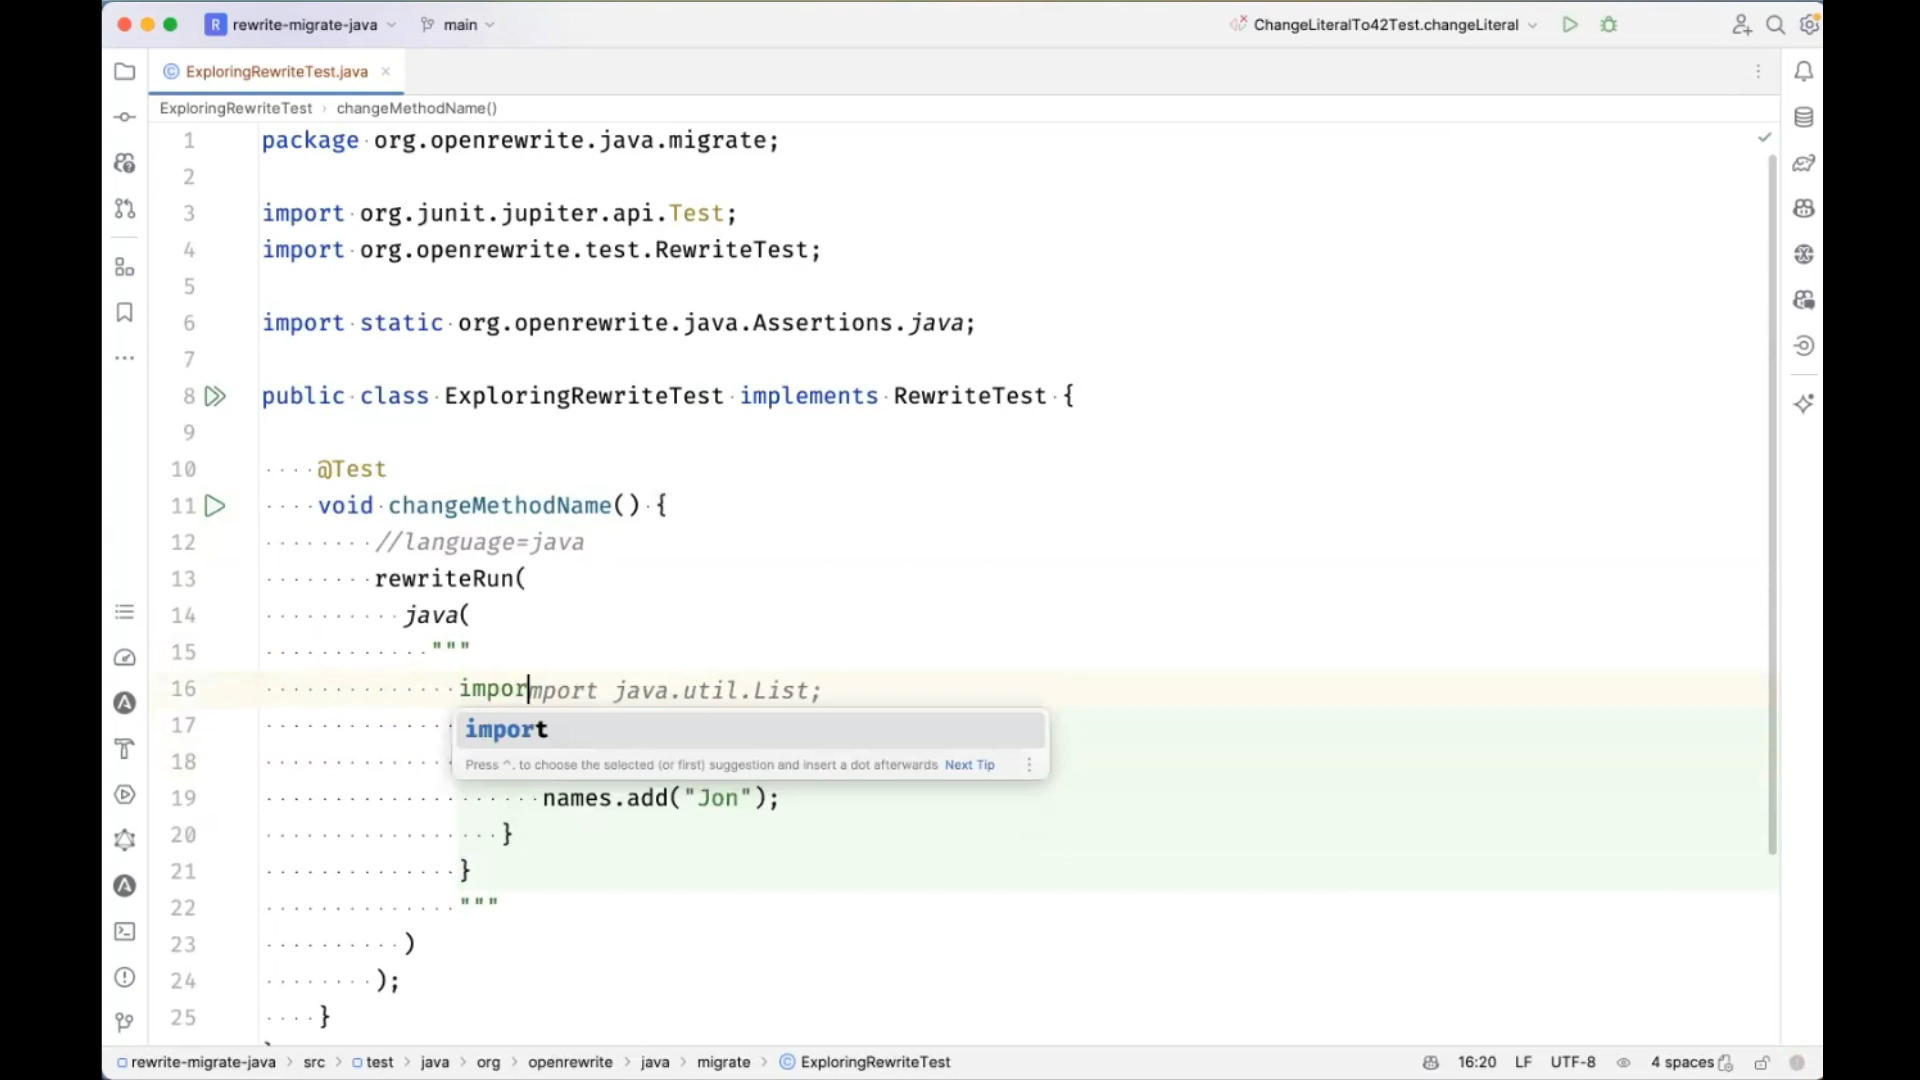 R rewrite-migrate-java main ChangeLiteralTo42Test.changeLiteral
ExploringRewriteTest.java
ExploringRewriteTest › changeMethodName()
1 package org.openrewrite.java.migrate;
2
3 import org.junit.jupiter.api.Test;
4 import org.openrewrite.test.RewriteTest;
5
6 import static org.openrewrite.java.Assertions.java;
7
8 public class ExploringRewriteTest implements RewriteTest {
9
10 @Test
11 void changeMethodName() {
12 //language=java
13 rewriteRun(
14 java(
15 """
16 impormport java.util.List;
17 import
18 Press ^. to choose the selected (or first) suggestion and insert a dot afterwards Next Tip
19 names.add("Jon");
20 }
21 }
22 """
23 )
24 );
25 }
rewrite-migrate-java › src › test › java › org › openrewrite › java › migrate › ExploringRewriteTest 16:20 LF UTF-8 4 spaces